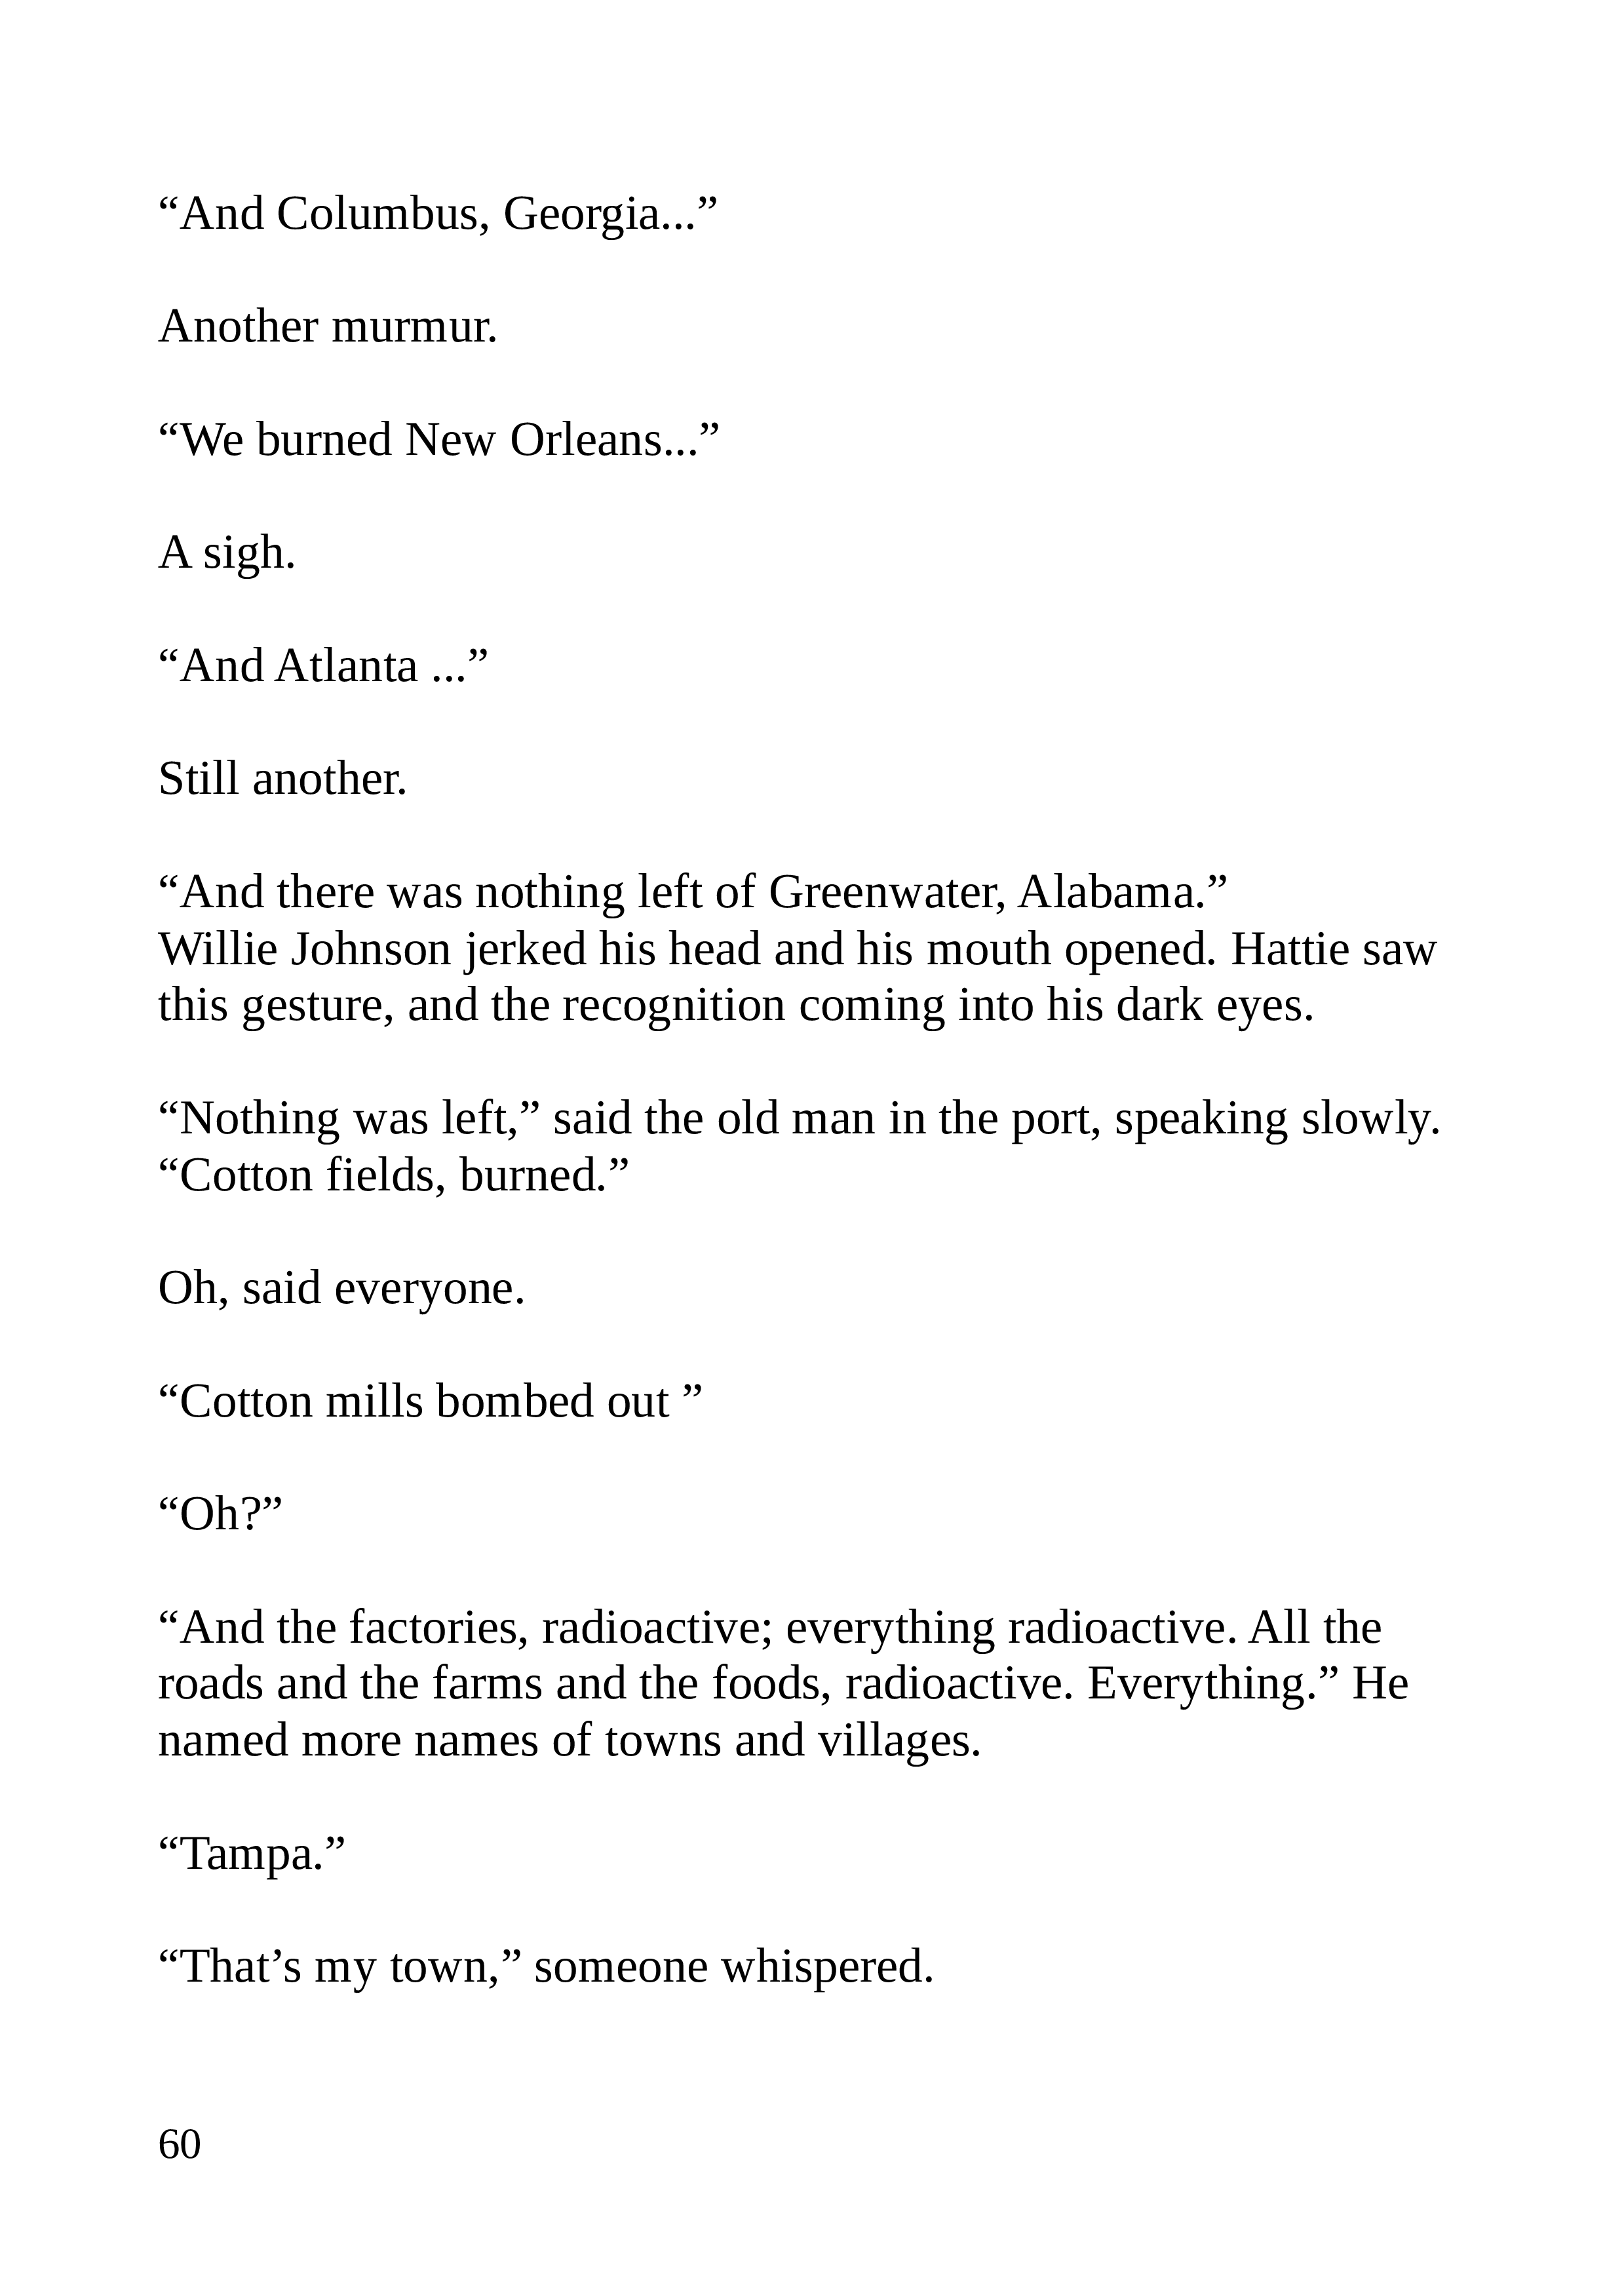 “And Columbus, Georgia...”
Another murmur.
“We burned New Orleans...”
A sigh.
“And Atlanta ...”
Still another.
“And there was nothing left of Greenwater, Alabama.”
Willie Johnson jerked his head and his mouth opened. Hattie saw
this gesture, and the recognition coming into his dark eyes.
“Nothing was left,” said the old man in the port, speaking slowly.
“Cotton fields, burned.”
Oh, said everyone.
“Cotton mills bombed out ”
“Oh?”
“And the factories, radioactive; everything radioactive. All the
roads and the farms and the foods, radioactive. Everything.” He
named more names of towns and villages.
“Tampa.”
“That’s my town,” someone whispered.
60